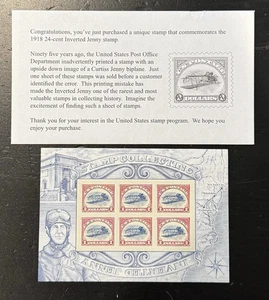 Congratulations, you've just purchased a unique stamp that commemorates the
1918 24-cent Inverted Jenny stamp.
Ninety five years ago, the United States Post Office
Department inadvertently printed a stamp with an
upside down image of a Curtiss Jenny biplane. Just
one sheet of these stamps was sold before a customer
identified the error. This printing mistake has
made the Inverted Jenny one of the rarest and most
valuable stamps in collecting history. Imagine the
excitement of finding such a sheet of stamps.
Thank you for your interest in the United States stamp program. We hope you
enjoy your purchase
2 DOLLARS 2
STAMP COLLECTING